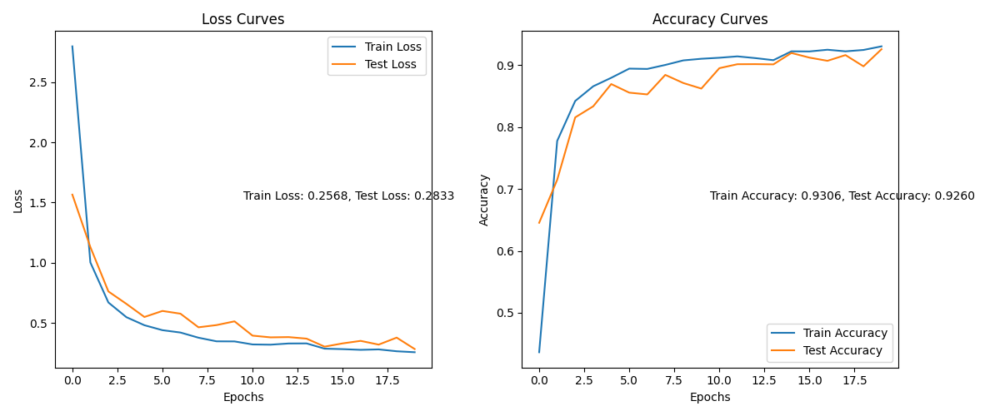 Loss Curves
Train Loss
Test Loss
2.5
2.0
1.5
1.0
0.5
Loss
Train Loss: 0.2568, Test Loss: 0.2833
0.0 2.5 5.0 7.5 10.0 12.5 15.0 17.5
Epochs
Accuracy Curves
0.9
0.8
0.7
0.6
0.5
Accuracy
Train Accuracy: 0.9306, Test Accuracy: 0.9260
Train Accuracy
Test Accuracy
0.0 2.5 5.0 7.5 10.0 12.5 15.0 17.5
Epochs